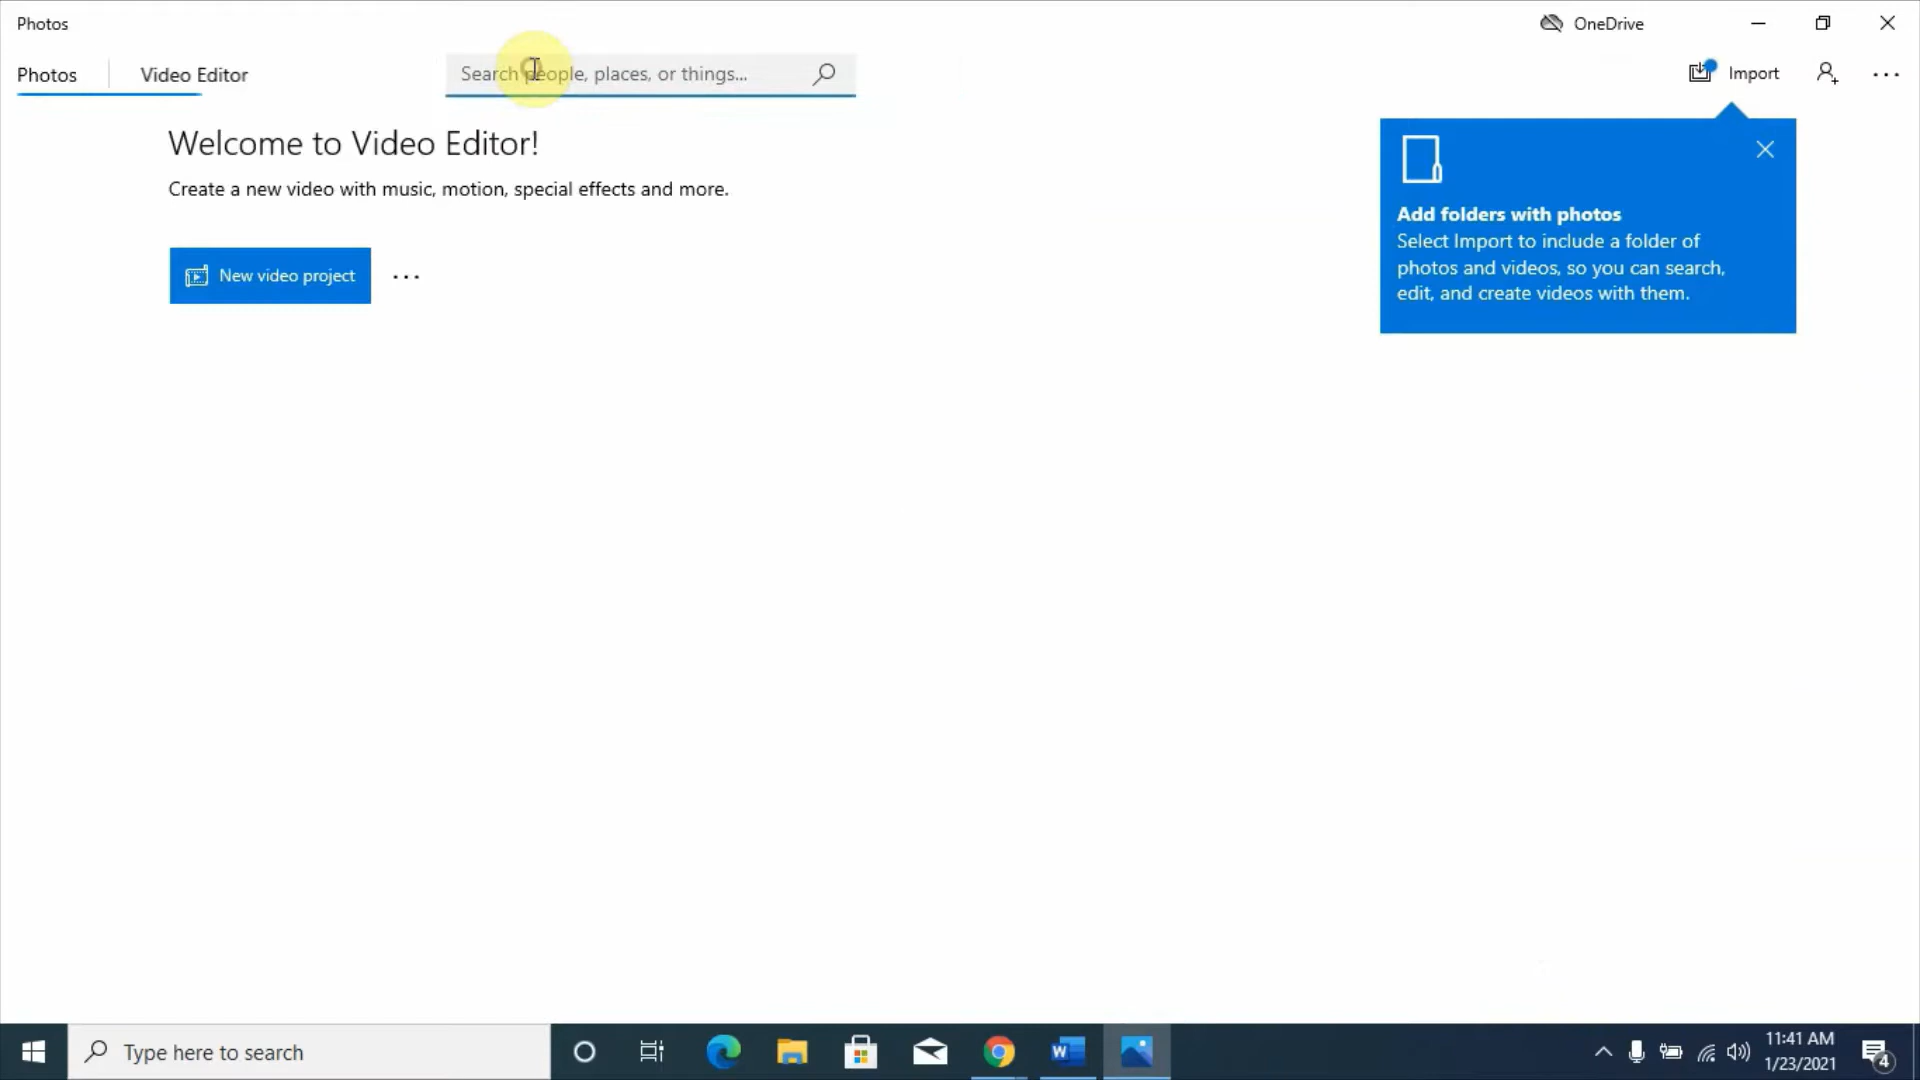 Photos
OneDrive
Photos
Video Editor
Search people, places, or things...
Import
Welcome to Video Editor!
Create a new video with music, motion, special effects and more.
New video project
Add folders with photos
Select Import to include a folder of
photos and videos, so you can search,
edit, and create videos with them.
Type here to search
W
11:41 AM
1/23/2021
4